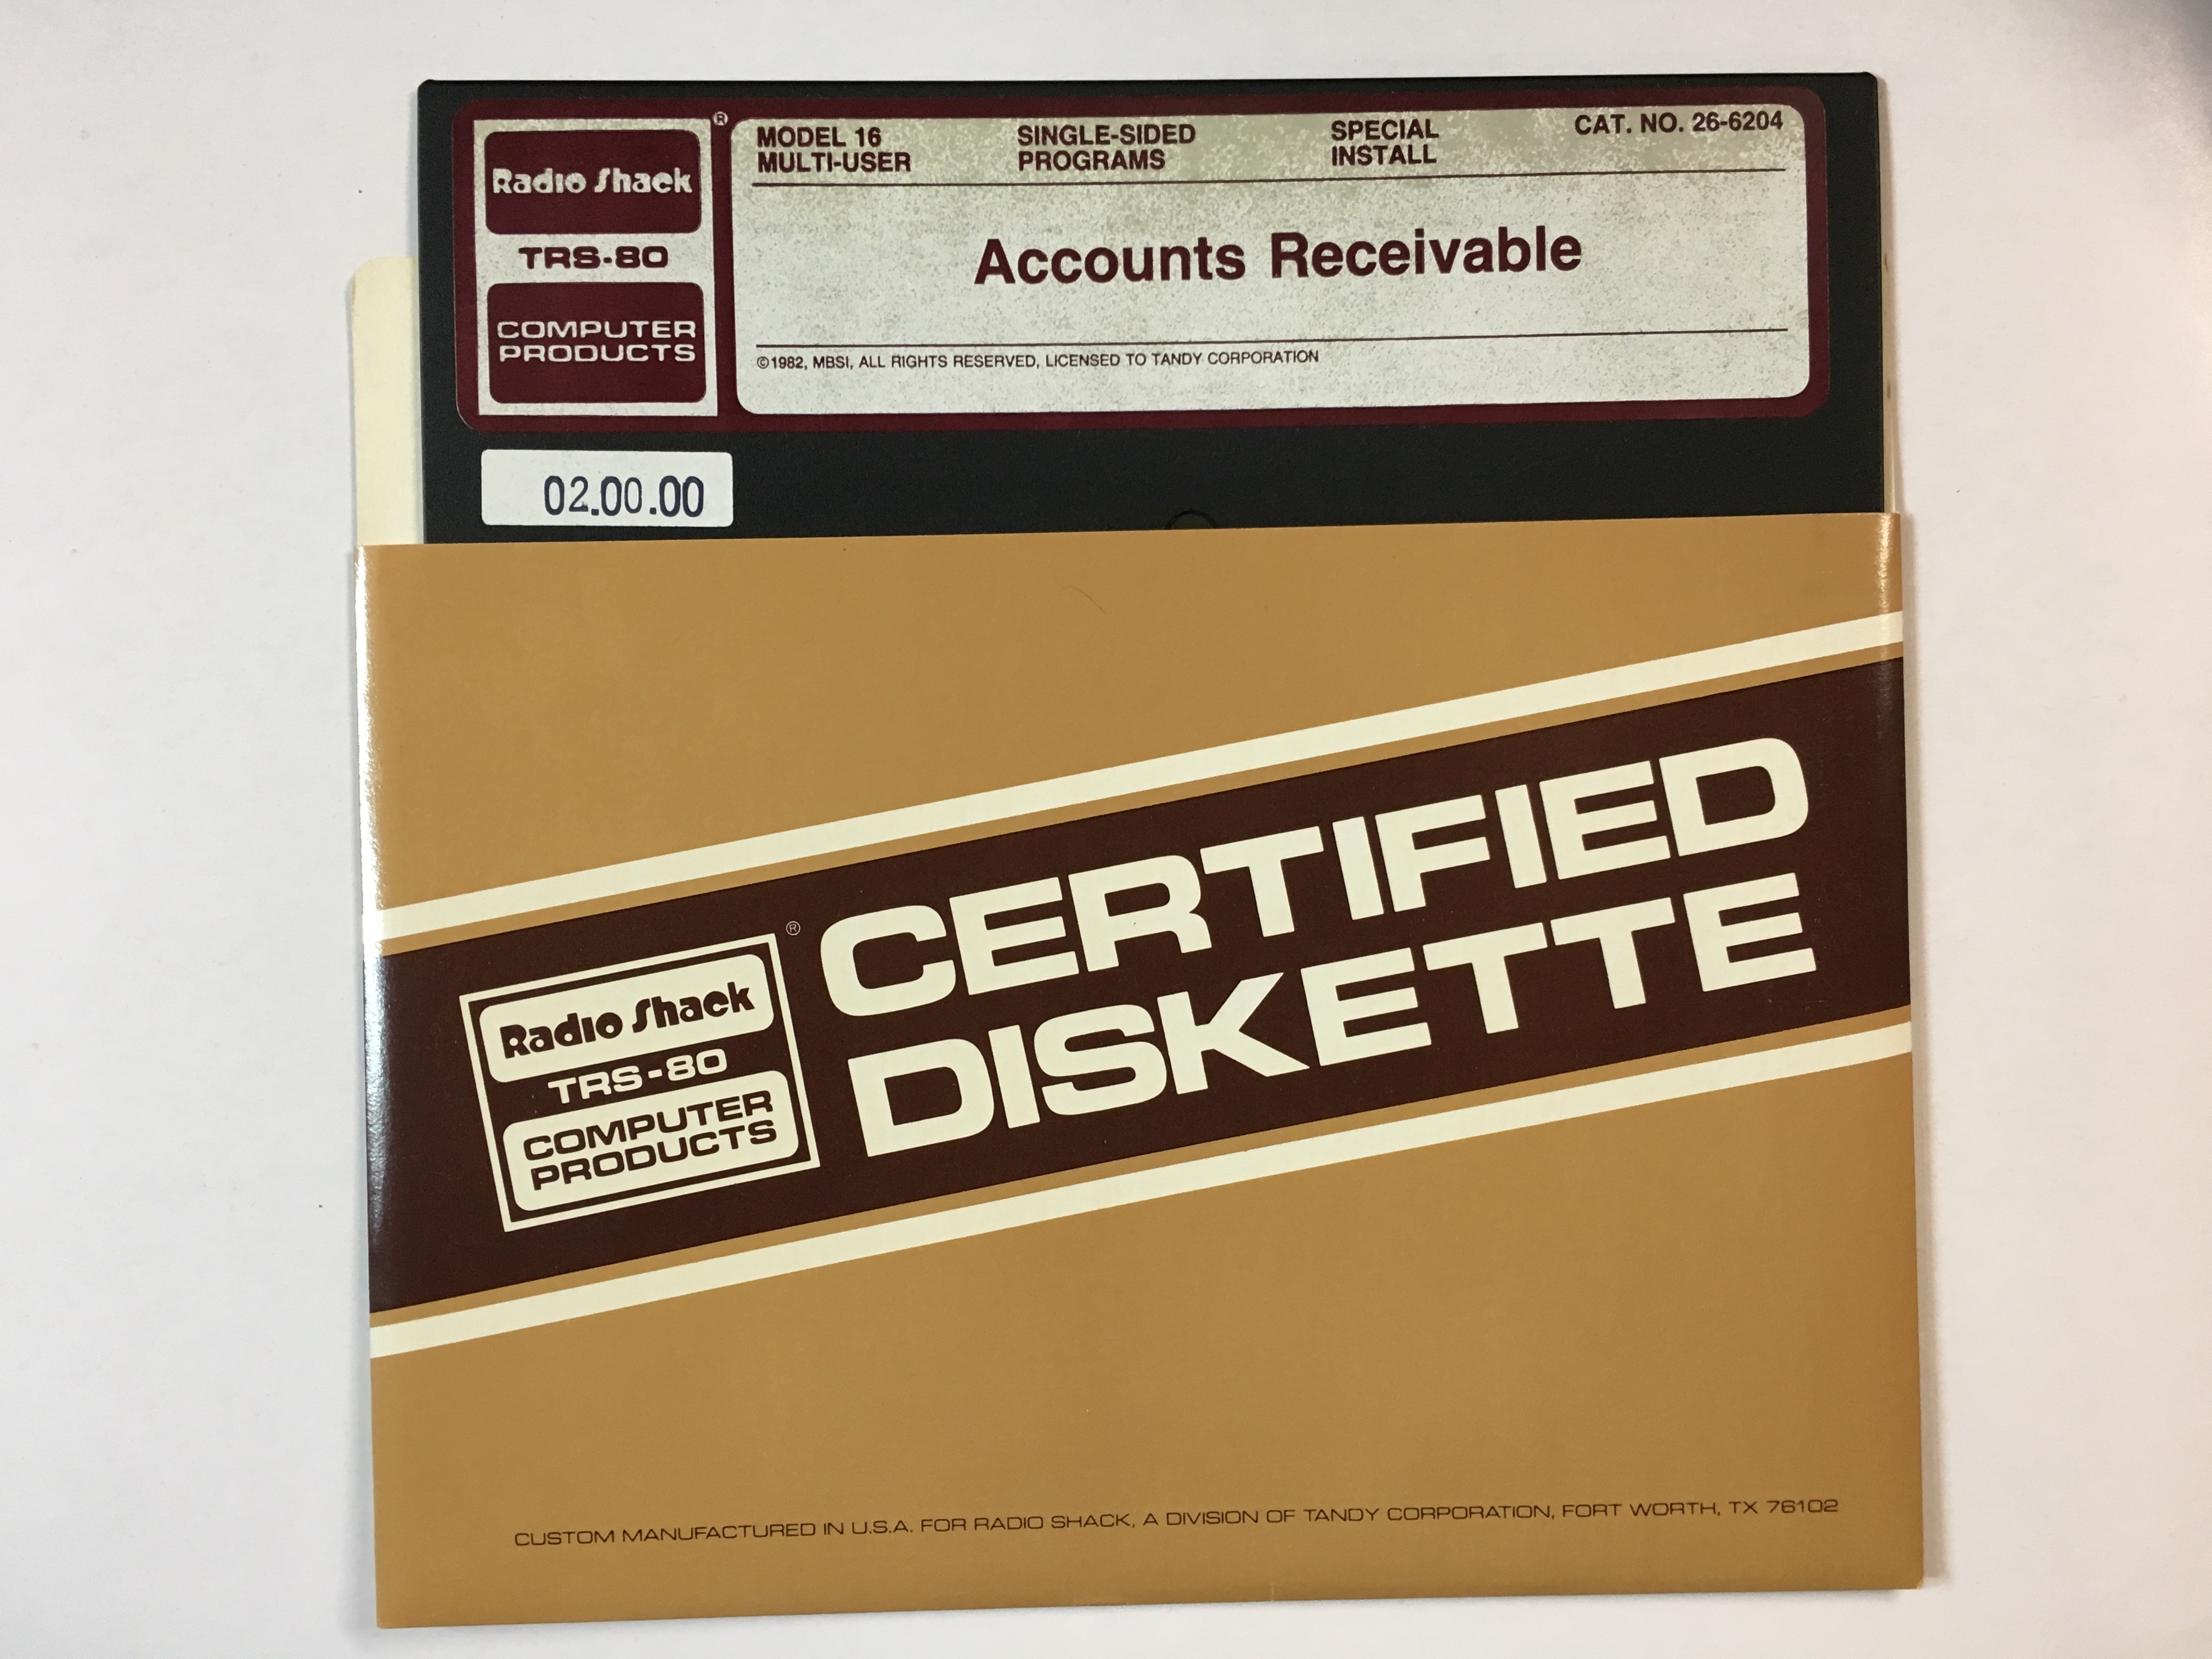 Radio Shack
®
TRS-80
COMPUTER
PRODUCTS
MODEL 16
MULTI-USER
SINGLE-SIDED
PROGRAMS
SPECIAL
INSTALL
CAT. NO. 26-6204
Accounts Receivable
©1982, MBSI, ALL RIGHTS RESERVED, LICENSED TO TANDY CORPORATION
02.00.00
Radio Shack
®
TRS-80
COMPUTER
PRODUCTS
CERTIFIED
DISKETTE
CUSTOM MANUFACTURED IN U.S.A. FOR RADIO SHACK, A DIVISION OF TANDY CORPORATION, FORT WORTH, TX 76102